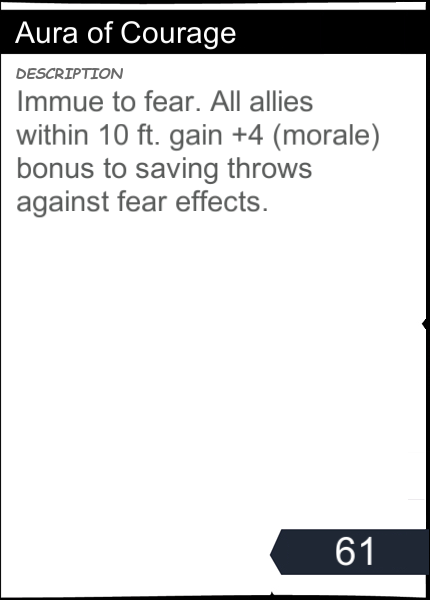 Aura of Courage
DESCRIPTION
Immue to fear. All allies
within 10 ft. gain +4 (morale)
bonus to saving throws
against fear effects.
61